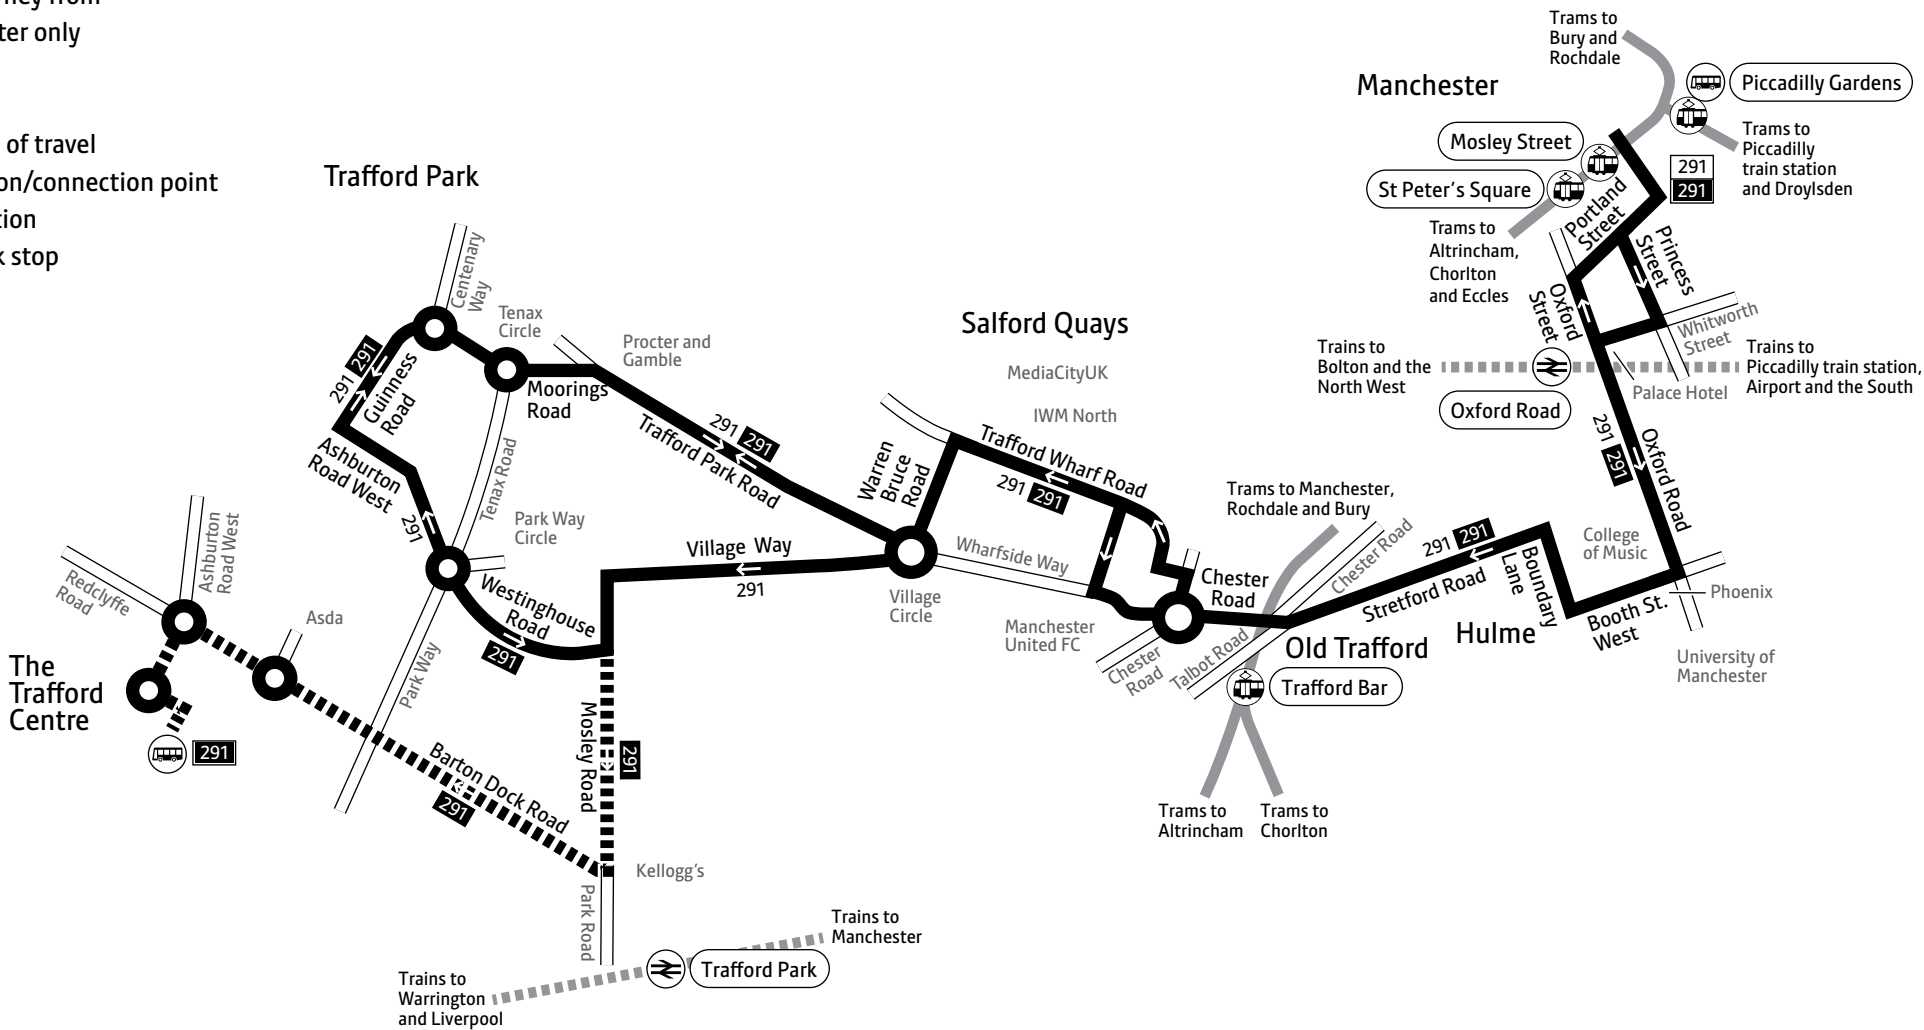 ney from
ter only
of travel
on/connection point
tion
k stop
Trams to
Bury and
Rochdale
Manchester
Piccadilly Gardens
Mosley Street
Trams to
Piccadilly
train station
and Droylsden
291
291
St Peter's Square
Portland
Street
Trams to
Altrincham,
Chorlton
and Eccles
Princess
Street
Oxford
Street
Whitworth
Street
Trains to
Bolton and the
North West
Trains to
Piccadilly train station,
Airport and the South
Palace Hotel
Oxford Road
291 291
Oxford Road
Trafford Park
Centenary
Way
Tenax
Circle
Procter and
Gamble
291 291
Guinness
Road
Moorings
Road
291 291
Trafford Park Road
Ashburton
Road West
291
Tenax Road
Park Way
Circle
Salford Quays
MediaCityUK
IWM North
Trafford Wharf Road
291 291
Warren
Bruce
Road
Trams to Manchester,
Rochdale and Bury
Chester Road
291 291
Stretford Road
College
of Music
Boundary
Lane
Booth St.
West
Phoenix
University of
Manchester
Hulme
Old Trafford
Trafford Bar
Chester
Road
Talbot Road
Chester
Road
Wharfside Way
Manchester
United FC
Village
Circle
Village Way
291
Westinghouse
Road
291
Ashburton
Road West
Redclyffe
Road
Asda
Park Way
The
Trafford
Centre
291
Barton Dock Road
291
Mosley Road
291
Trams to
Altrincham
Trams to
Chorlton
Kellogg's
Park Road
Trains to
Manchester
Trafford Park
Trains to
Warrington
and Liverpool